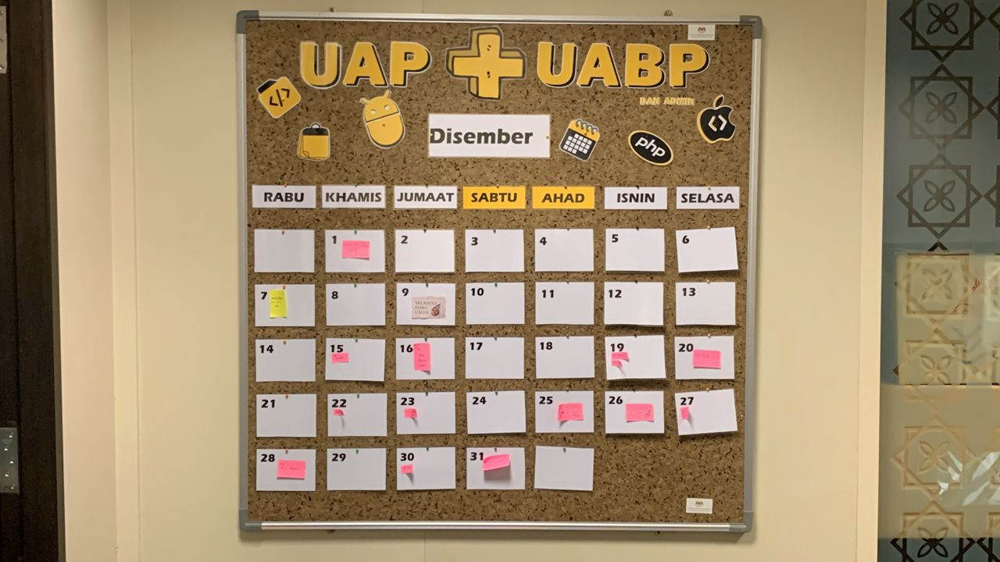 UAP + UABP
DAN ADMIN
</>
Disember
<>
php
RABU KHAMIS JUMAAT SABTU AHAD ISNIN SELASA
1 2 3 4 5 6
7 8 9 10 11 12 13
SELAMAT
HARI
LAHIR
14 15 16 17 18 19 20
21 22 23 24 25 26 27
28 29 30 31